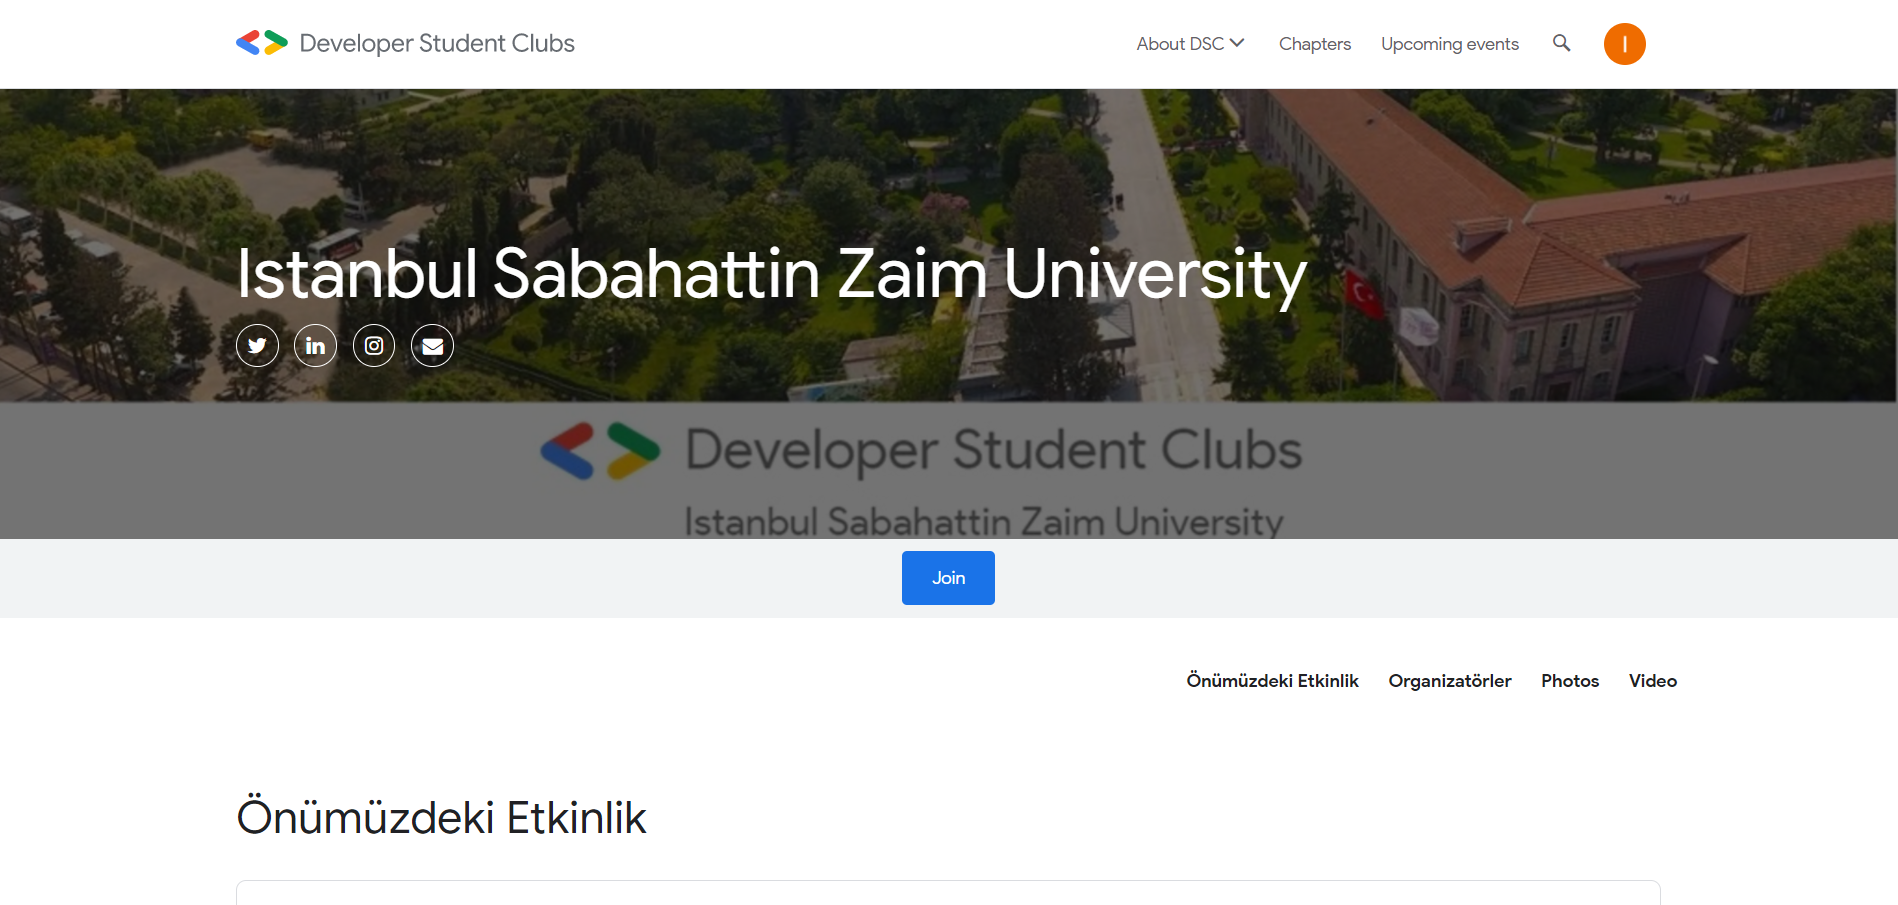 Developer Student Clubs
About DSC
Chapters
Upcoming events
I
Istanbul Sabahattin Zaim University
Developer Student Clubs
Istanbul Sabahattin Zaim University
Join
Önümüzdeki Etkinlik
Organizatörler
Photos
Video
Önümüzdeki Etkinlik